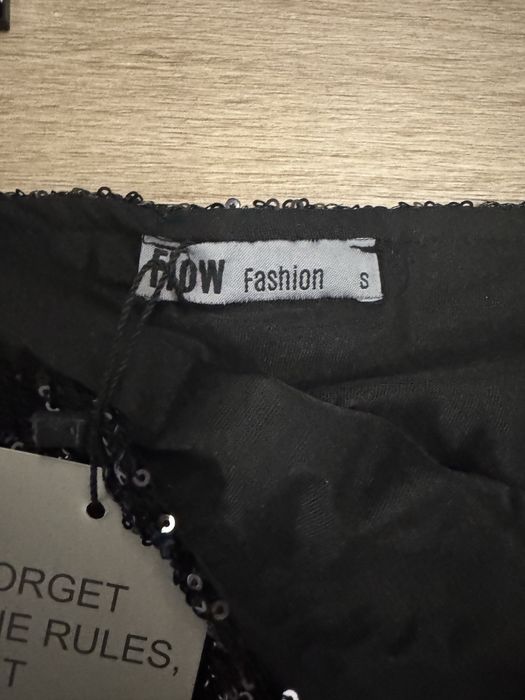 Flow Fashion S
ORGET
E RULES,
T